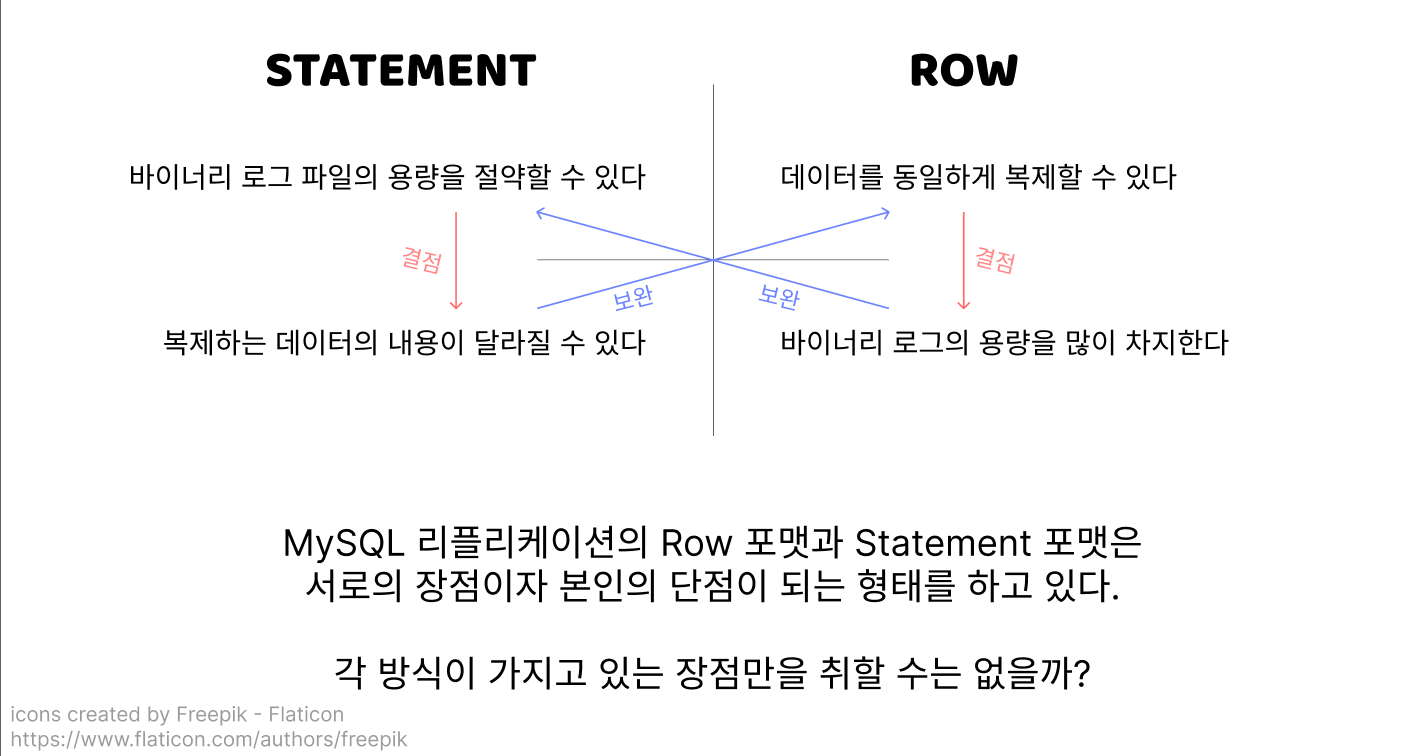 STATEMENT
ROW
바이너리 로그 파일의 용량을 절약할 수 있다
데이터를 동일하게 복제할 수 있다
결점
결점
보완
보완
복제하는 데이터의 내용이 달라질 수 있다
바이너리 로그의 용량을 많이 차지한다
MySQL 리플리케이션의 Row 포맷과 Statement 포맷은
서로의 장점이자 본인의 단점이 되는 형태를 하고 있다.
각 방식이 가지고 있는 장점만을 취할 수는 없을까?
icons created by Freepik - Flaticon
https://www.flaticon.com/authors/freepik